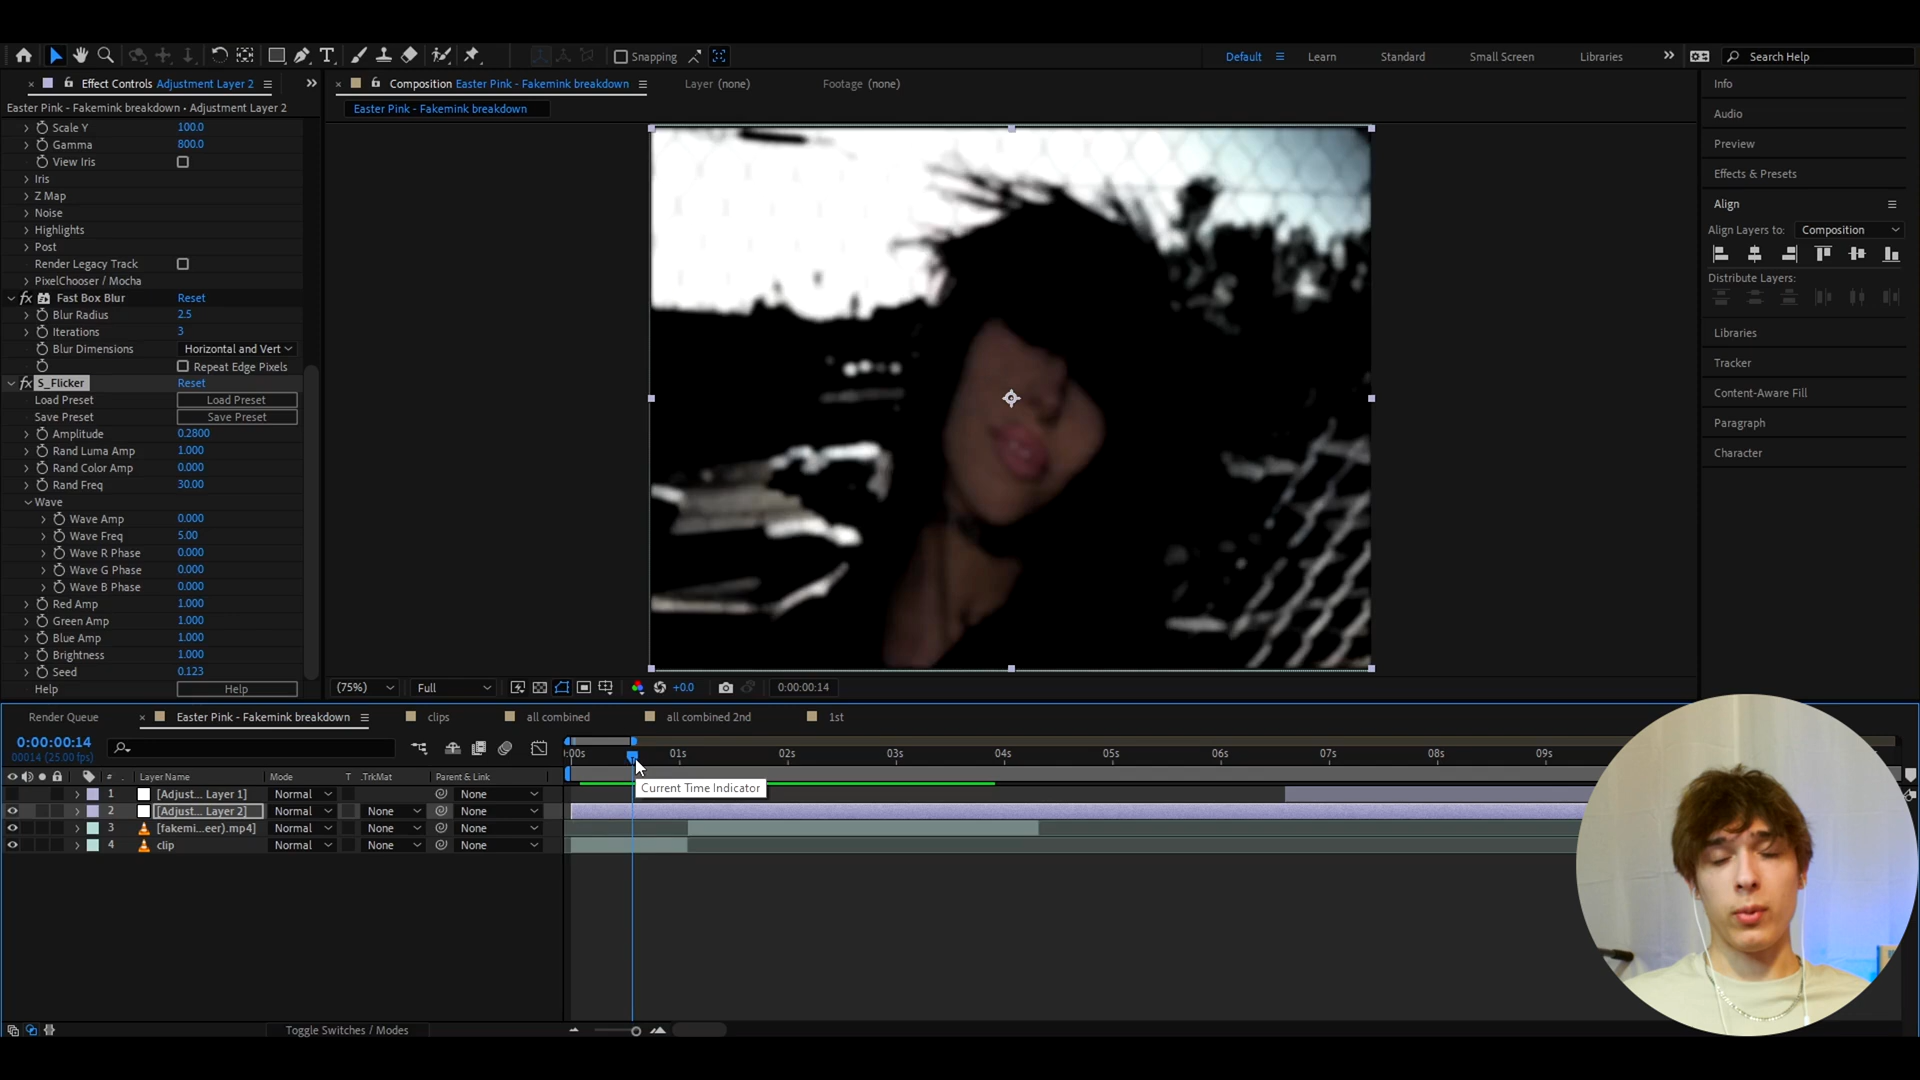 Snapping
Default
Learn
Standard
Small Screen
Libraries
Search Help
Effect Controls Adjustment Layer 2
Easter Pink - Fakemink breakdown • Adjustment Layer 2
Scale Y 100.0
Gamma 800.0
View Iris
Iris
Z Map
Noise
Highlights
Post
Render Legacy Track
PixelChooser / Mocha
fx Fast Box Blur Reset
Blur Radius 2.5
Iterations 3
Blur Dimensions Horizontal and Vert
Repeat Edge Pixels
fx S_Flicker Reset
Load Preset Load Preset
Save Preset Save Preset
Amplitude 0.2800
Rand Luma Amp 1.000
Rand Color Amp 0.000
Rand Freq 30.00
Wave
Wave Amp 0.000
Wave Freq 5.00
Wave R Phase 0.000
Wave G Phase 0.000
Wave B Phase 0.000
Red Amp 1.000
Green Amp 1.000
Blue Amp 1.000
Brightness 1.000
Seed 0.123
Help Help
Composition Easter Pink - Fakemink breakdown
Layer (none)
Footage (none)
Easter Pink - Fakemink breakdown
(75%) Full +0.0 0:00:00:14
Info
Audio
Preview
Effects & Presets
Align
Align Layers to: Composition
Distribute Layers:
Libraries
Tracker
Content-Aware Fill
Paragraph
Character
Render Queue
Easter Pink - Fakemink breakdown
clips
all combined
all combined 2nd
1st
0:00:00:14
00014 (25.00 fps)
:00s 01s 02s 03s 04s 05s 06s 07s 08s 09s
# Layer Name Mode T .TrkMat Parent & Link
1 [Adjust... Layer 1] Normal None
2 [Adjust... Layer 2] Normal None None
3 [fakemi...eer).mp4] Normal None None
4 clip Normal None None
Current Time Indicator
Toggle Switches / Modes